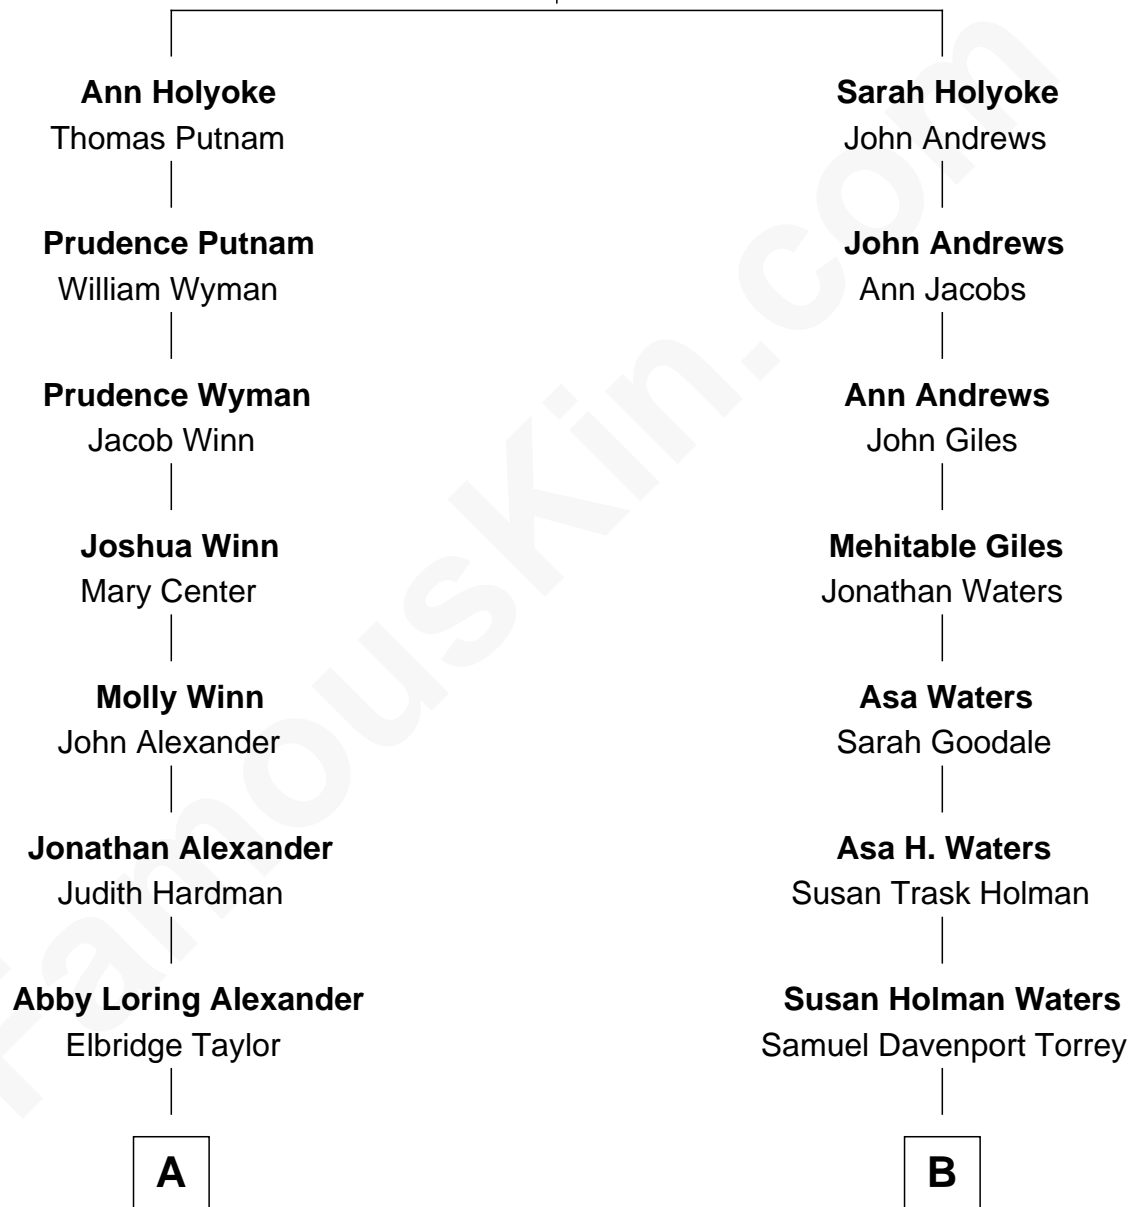 Ann Holyoke
Thomas Putnam
Prudence Putnam
William Wyman
Prudence Wyman
Jacob Winn
Joshua Winn
Mary Center
Molly Winn
John Alexander
Jonathan Alexander
Judith Hardman
Abby Loring Alexander
Elbridge Taylor
A
Sarah Holyoke
John Andrews
John Andrews
Ann Jacobs
Ann Andrews
John Giles
Mehitable Giles
Jonathan Waters
Asa Waters
Sarah Goodale
Asa H. Waters
Susan Trask Holman
Susan Holman Waters
Samuel Davenport Torrey
B
FamousKin.com